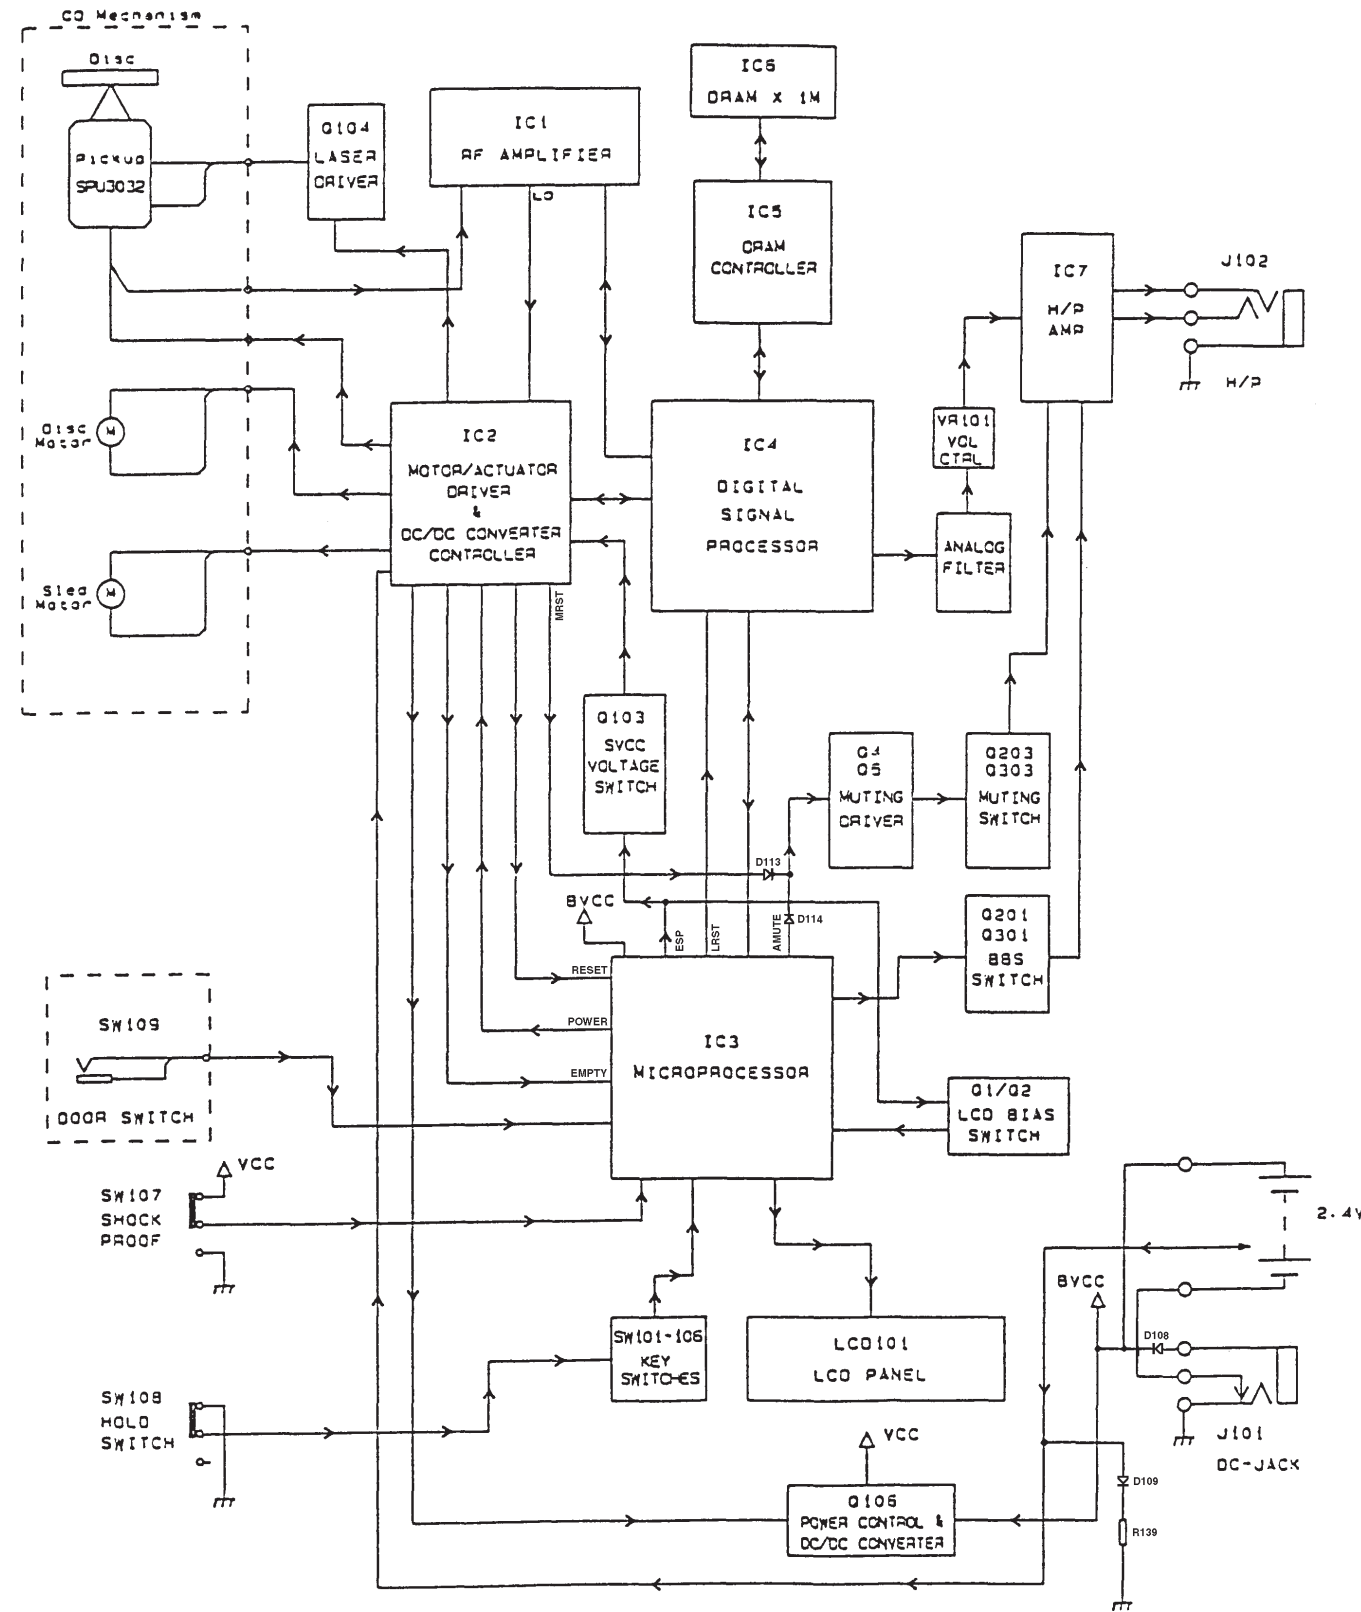 CD Mechanism
Disc
Pickup
SPU3032
Q104
LASER
DRIVER
IC1
RF AMPLIFIER
LD
IC6
DRAM X 1M
IC5
DRAM
CONTROLLER
IC7
H/P
AMP
J102
H/P
Disc
Motor
M
IC2
MOTOR/ACTUATOR
DRIVER
&
DC/DC CONVERTER
CONTROLLER
IC4
DIGITAL
SIGNAL
PROCESSOR
VR101
VOL
CTRL
ANALOG
FILTER
Sled
Motor
M
MRST
Q103
SVCC
VOLTAGE
SWITCH
Q4
Q5
MUTING
DRIVER
Q203
Q303
MUTING
SWITCH
D113
BVCC
ESP
LRST
AMUTE
D114
Q201
Q301
BBS
SWITCH
RESET
POWER
EMPTY
IC3
MICROPROCESSOR
SW109
DOOR SWITCH
Q1/Q2
LCD BIAS
SWITCH
VCC
SW107
SHOCK
PROOF
2.4V
BVCC
D108
SW101-106
KEY
SWITCHES
LCD101
LCD PANEL
SW108
HOLD
SWITCH
J101
DC-JACK
VCC
Q106
POWER CONTROL &
DC/DC CONVERTER
D109
R139